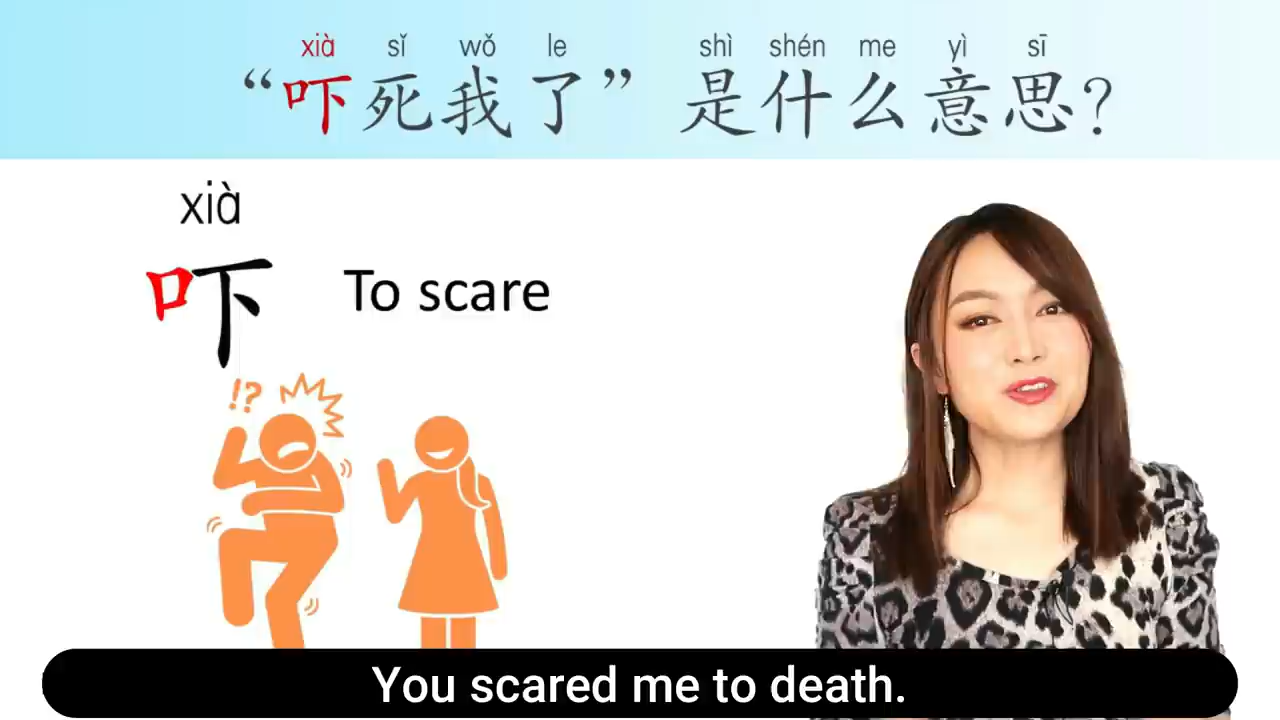 xià sǐ wǒ le shì shén me yì sī
“吓死我了”是什么意思?
xià
吓 To scare
!?
You scared me to death.